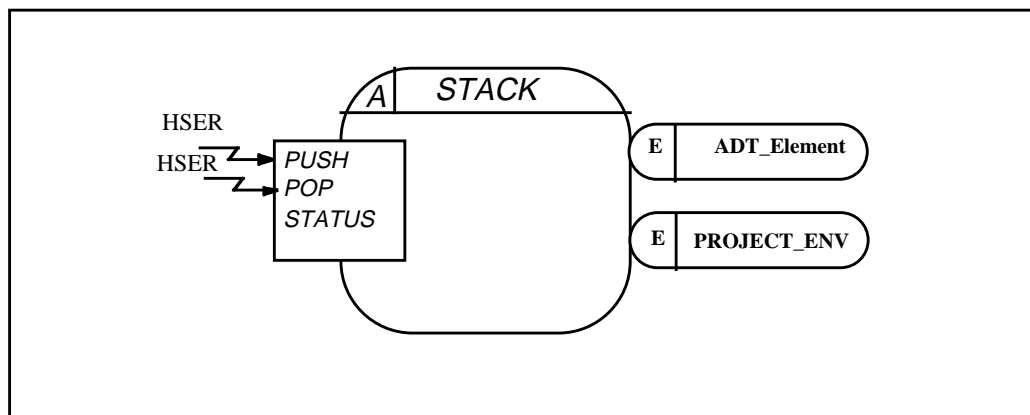 A STACK
HSER
HSER
PUSH
POP
STATUS
E ADT_Element
E PROJECT_ENV